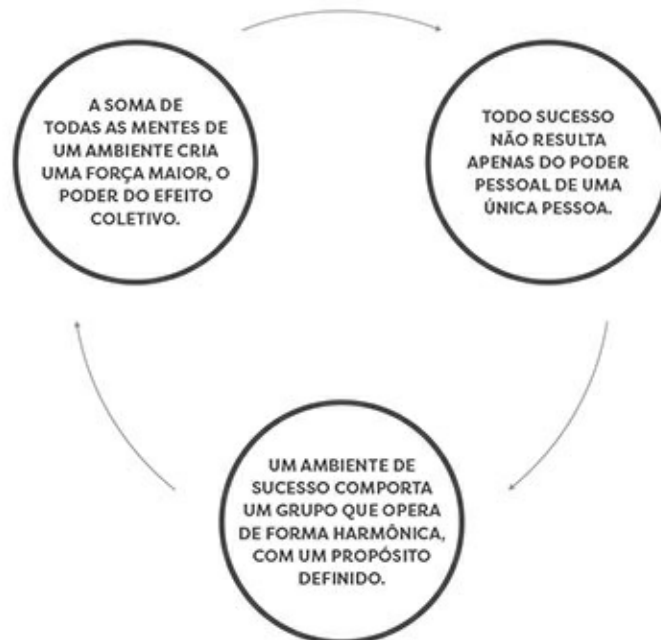 A SOMA DE
TODAS AS MENTES DE
UM AMBIENTE CRIA
UMA FORÇA MAIOR, O
PODER DO EFEITO
COLETIVO.
TODO SUCESSO
NÃO RESULTA
APENAS DO PODER
PESSOAL DE UMA
ÚNICA PESSOA.
UM AMBIENTE DE
SUCESSO COMPORTA
UM GRUPO QUE OPERA
DE FORMA HARMÔNICA,
COM UM PROPÓSITO
DEFINIDO.